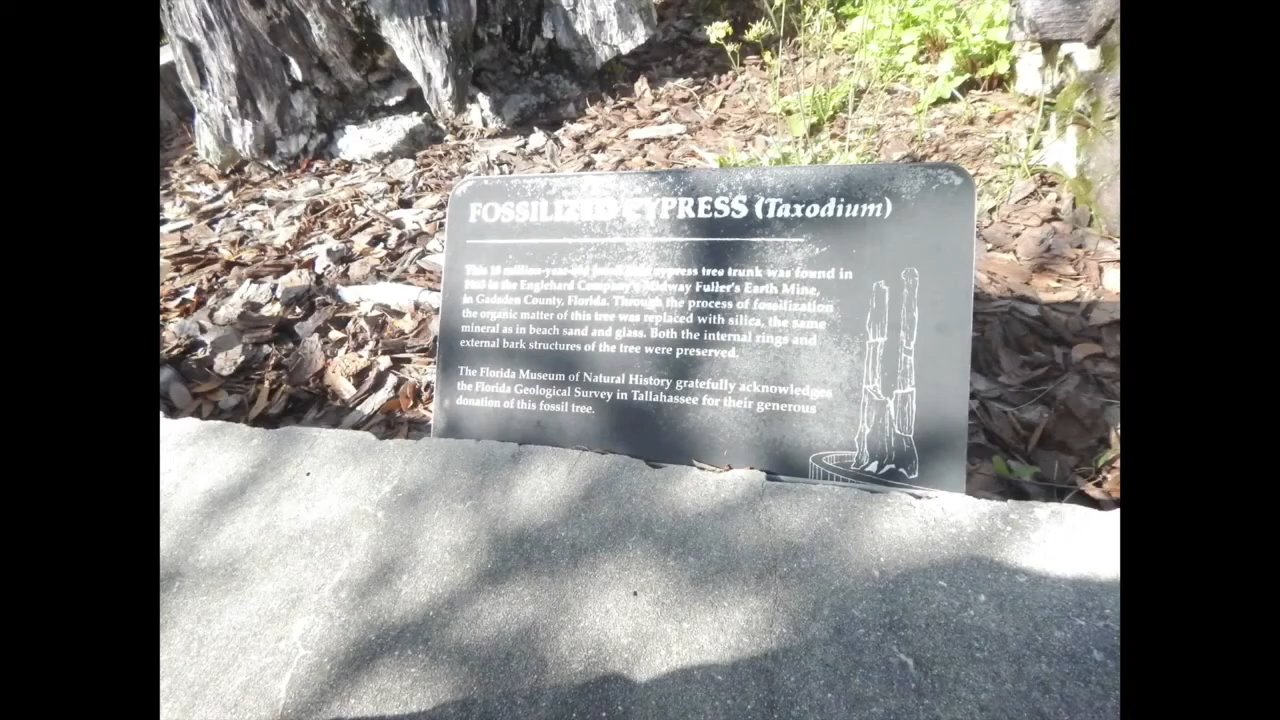 FOSSILIZED CYPRESS (Taxodium)
This million-year-old cypress tree trunk was found in
in the Englehard Company's Midway Fuller's Earth Mine,
in Gadsden County, Florida. Through the process of fossilization
the organic matter of this tree was replaced with silica, the same
mineral as in beach sand and glass. Both the internal rings and
external bark structures of the tree were preserved.
The Florida Museum of Natural History gratefully acknowledges
the Florida Geological Survey in Tallahassee for their generous
donation of this fossil tree.